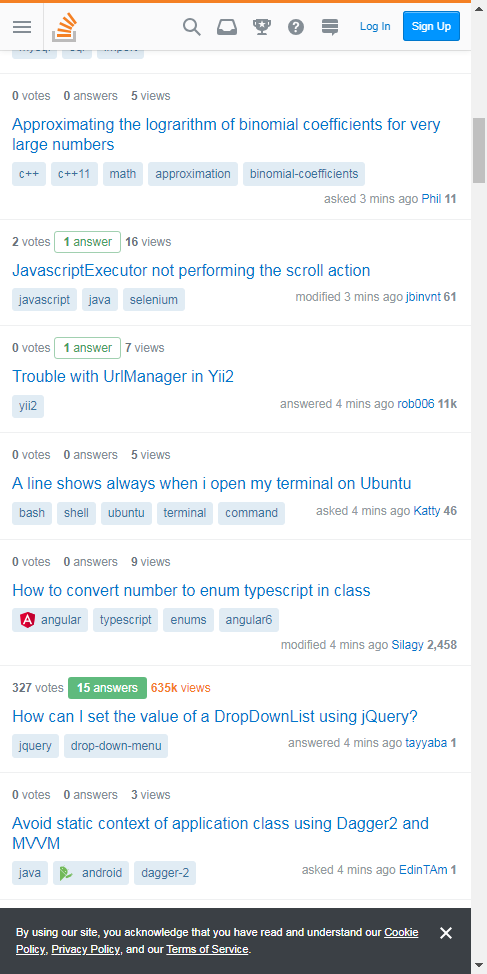 Log In Sign Up
mysql sql import
0 votes 0 answers 5 views
Approximating the lograrithm of binomial coefficients for very
large numbers
c++ c++11 math approximation binomial-coefficients
asked 3 mins ago Phil 11
2 votes 1 answer 16 views
JavascriptExecutor not performing the scroll action
javascript java selenium
modified 3 mins ago jbinvnt 61
0 votes 1 answer 7 views
Trouble with UrlManager in Yii2
yii2
answered 4 mins ago rob006 11k
0 votes 0 answers 5 views
A line shows always when i open my terminal on Ubuntu
bash shell ubuntu terminal command
asked 4 mins ago Katty 46
0 votes 0 answers 9 views
How to convert number to enum typescript in class
angular typescript enums angular6
modified 4 mins ago Silagy 2,458
327 votes 15 answers 635k views
How can I set the value of a DropDownList using jQuery?
jquery drop-down-menu
answered 4 mins ago tayyaba 1
0 votes 0 answers 3 views
Avoid static context of application class using Dagger2 and
MVVM
java android dagger-2
asked 4 mins ago EdinTAm 1
By using our site, you acknowledge that you have read and understand our Cookie
Policy, Privacy Policy, and our Terms of Service.